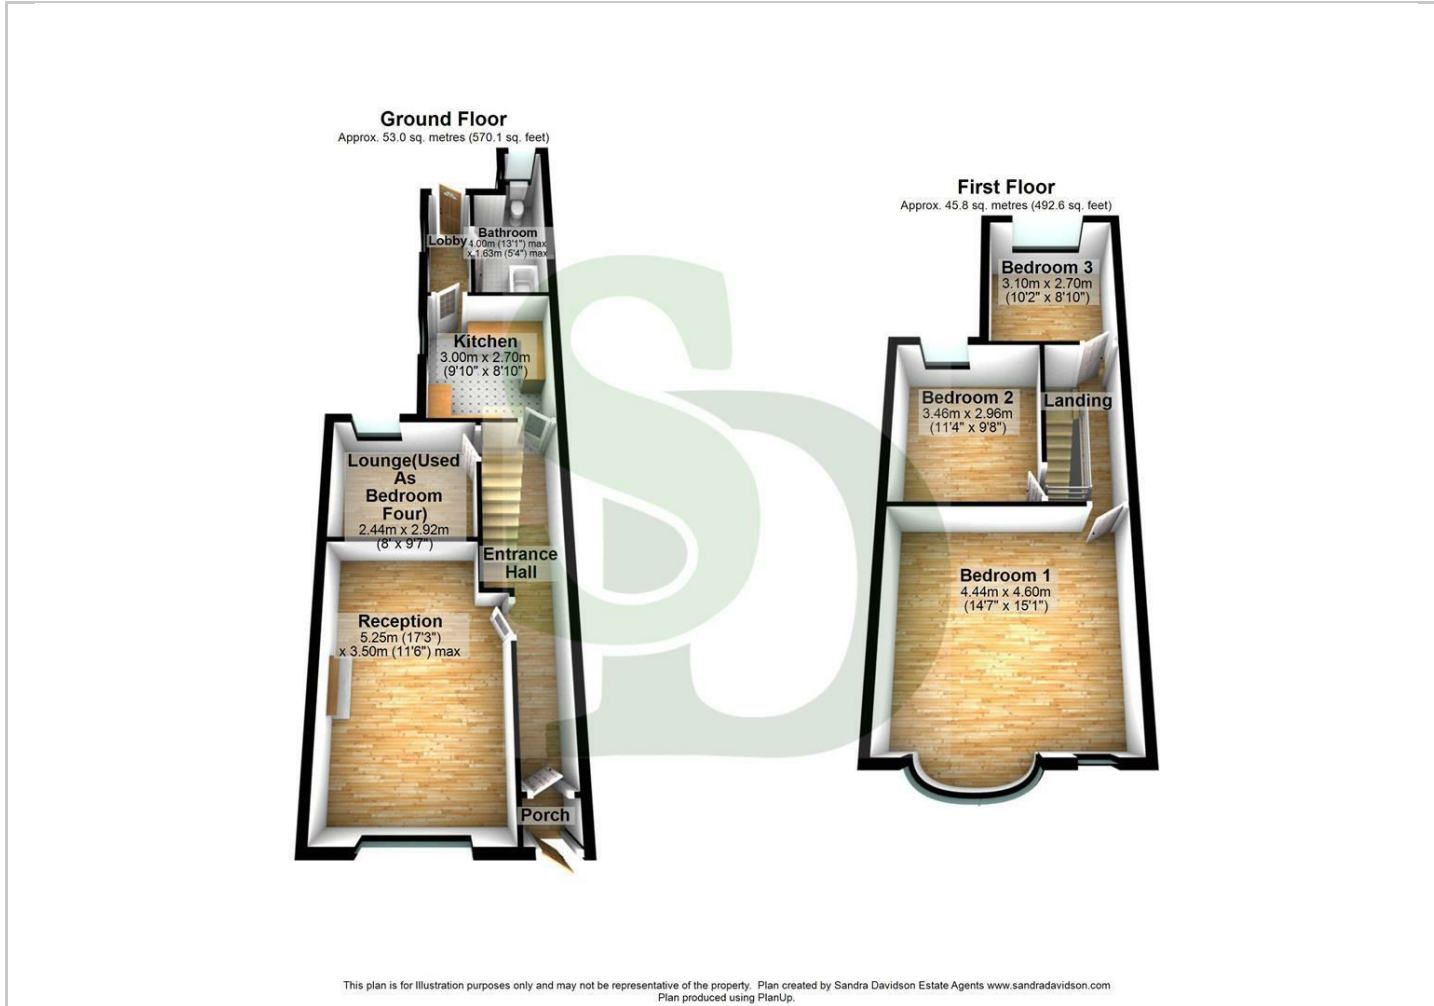 Ground Floor
Approx. 53.0 sq. metres (570.1 sq. feet)
Lobby
Bathroom
4.00m (13'1") max
x 1.63m (5'4") max
Kitchen
3.00m x 2.70m
(9'10" x 8'10")
Lounge(Used
As
Bedroom
Four)
2.44m x 2.92m
(8' x 9'7")
Entrance
Hall
Reception
5.25m (17'3")
x 3.50m (11'6") max
Porch
First Floor
Approx. 45.8 sq. metres (492.6 sq. feet)
Bedroom 3
3.10m x 2.70m
(10'2" x 8'10")
Bedroom 2
3.46m x 2.96m
(11'4" x 9'8")
Landing
Bedroom 1
4.44m x 4.60m
(14'7" x 15'1")
SD
This plan is for Illustration purposes only and may not be representative of the property.  Plan created by Sandra Davidson Estate Agents www.sandradavidson.com
Plan produced using PlanUp.